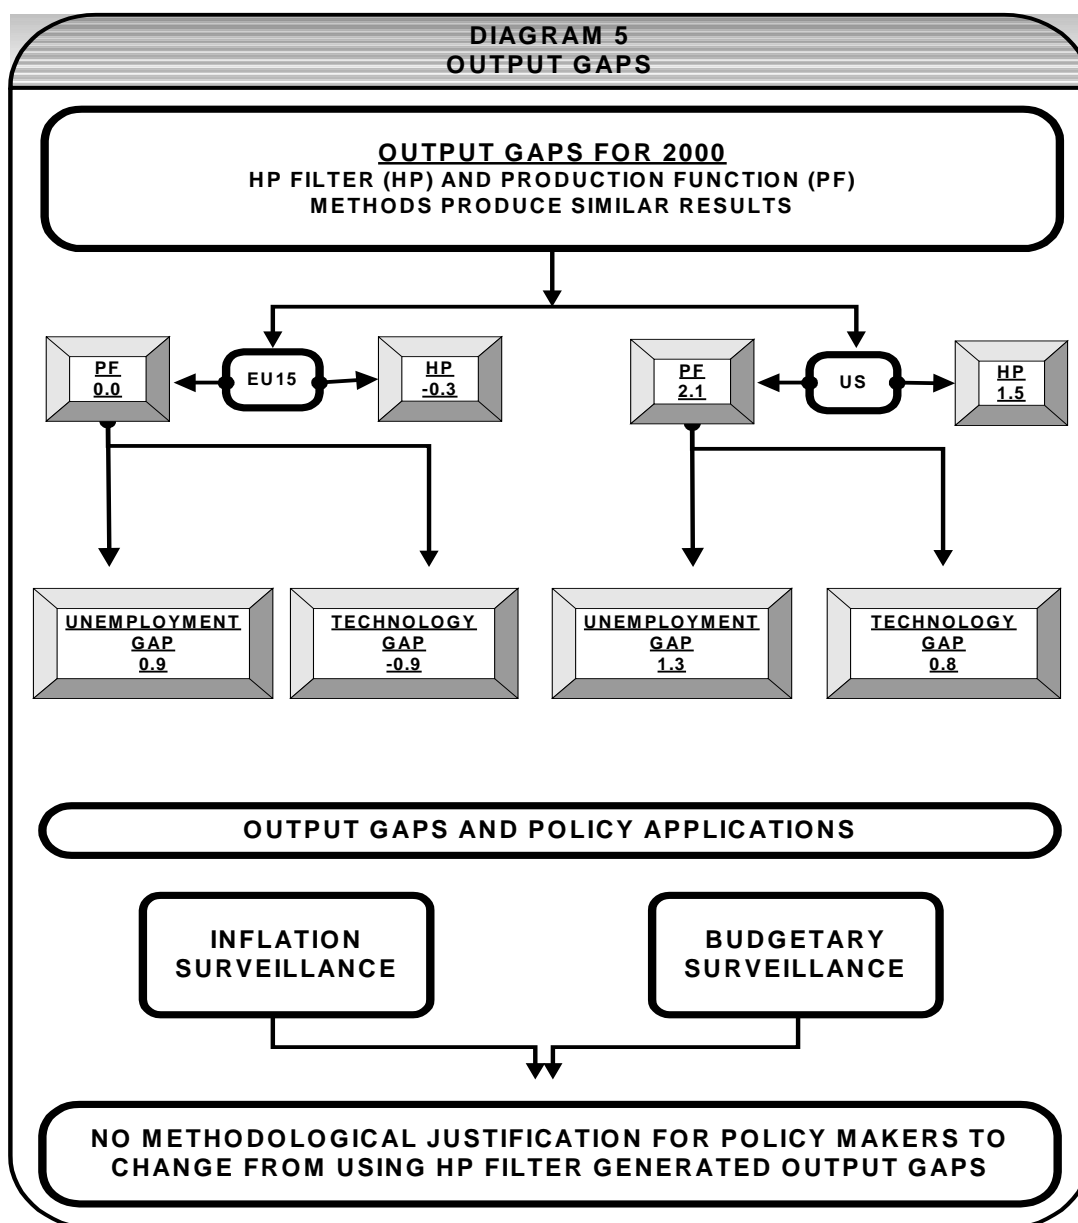 DIAGRAM 5
OUTPUT GAPS
OUTPUT GAPS FOR 2000
HP FILTER (HP) AND PRODUCTION FUNCTION (PF)
METHODS PRODUCE SIMILAR RESULTS
PF
0.0
EU15
HP
-0.3
PF
2.1
US
HP
1.5
UNEMPLOYMENT
GAP
0.9
TECHNOLOGY
GAP
-0.9
UNEMPLOYMENT
GAP
1.3
TECHNOLOGY
GAP
0.8
OUTPUT GAPS AND POLICY APPLICATIONS
INFLATION
SURVEILLANCE
BUDGETARY
SURVEILLANCE
NO METHODOLOGICAL JUSTIFICATION FOR POLICY MAKERS TO
CHANGE FROM USING HP FILTER GENERATED OUTPUT GAPS